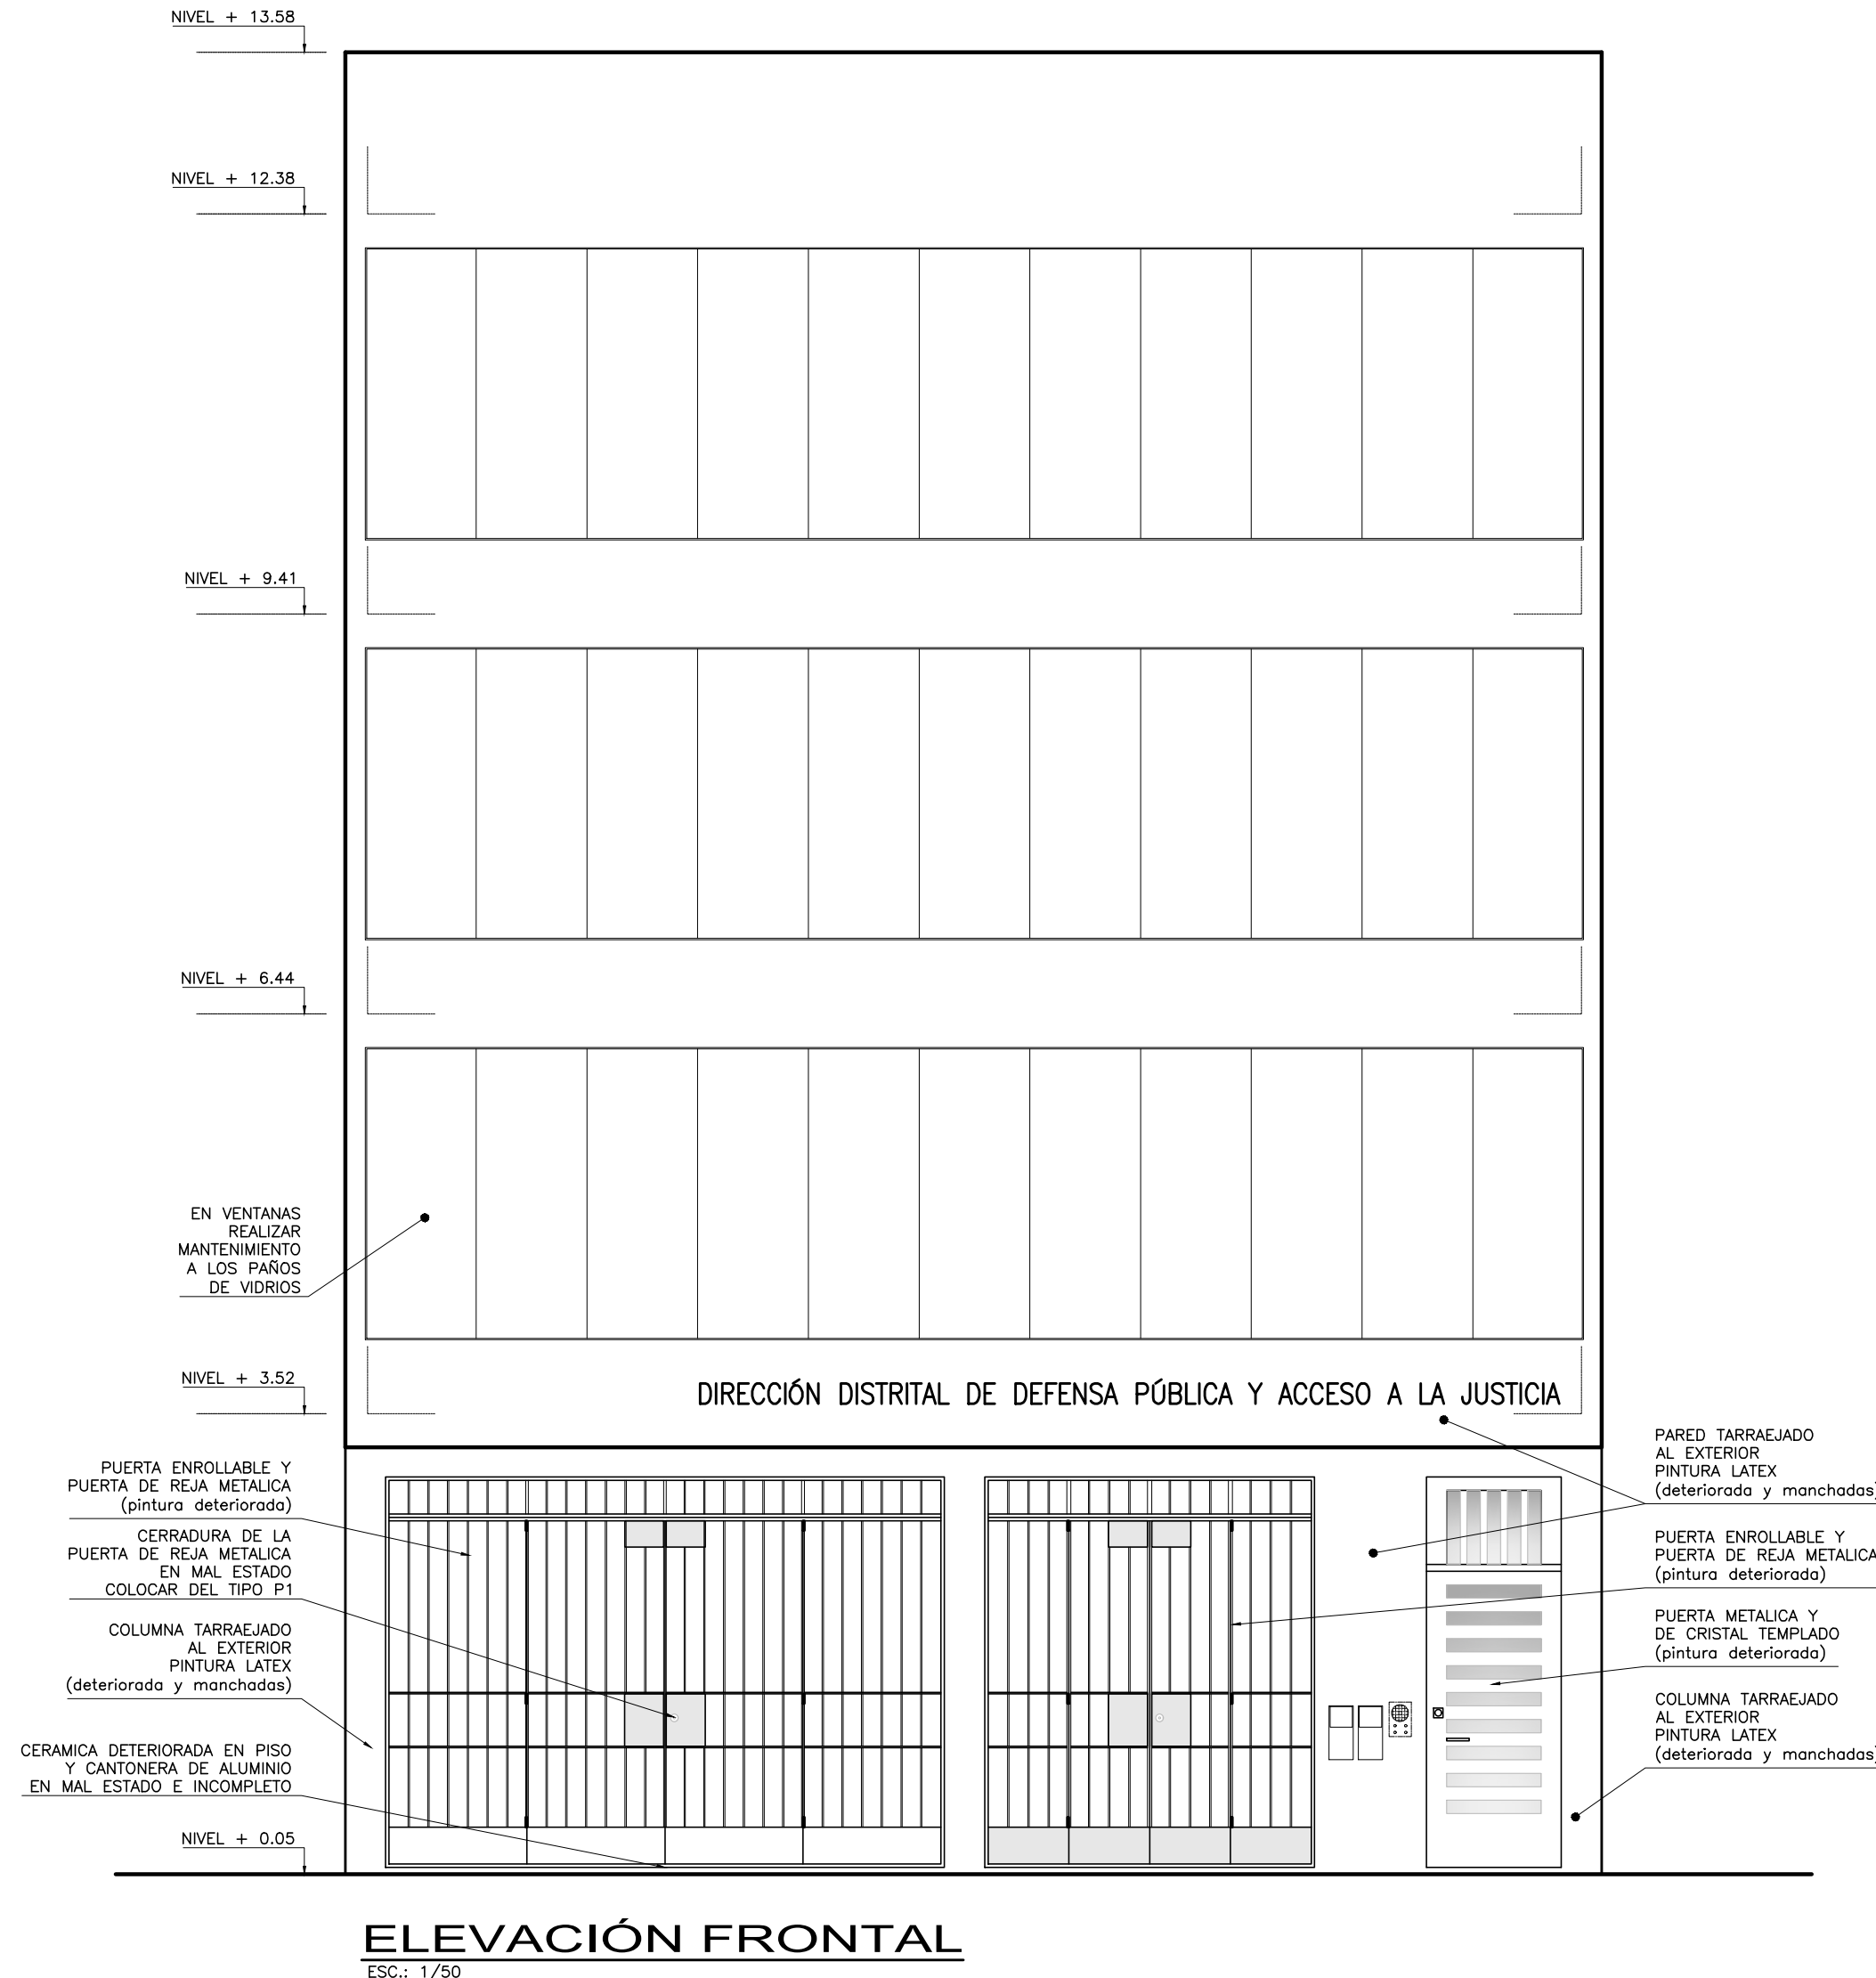 NIVEL + 13.58
NIVEL + 12.38
NIVEL + 9.41
NIVEL + 6.44
EN VENTANAS
REALIZAR
MANTENIMIENTO
A LOS PAÑOS
DE VIDRIOS
NIVEL + 3.52
DIRECCIÓN DISTRITAL DE DEFENSA PÚBLICA Y ACCESO A LA JUSTICIA
PUERTA ENROLLABLE Y
PUERTA DE REJA METALICA
(pintura deteriorada)
CERRADURA DE LA
PUERTA DE REJA METALICA
EN MAL ESTADO
COLOCAR DEL TIPO P1
COLUMNA TARRAEJADO
AL EXTERIOR
PINTURA LATEX
(deteriorada y manchadas)
CERAMICA DETERIORADA EN PISO
Y CANTONERA DE ALUMINIO
EN MAL ESTADO E INCOMPLETO
NIVEL + 0.05
PARED TARRAEJADO
AL EXTERIOR
PINTURA LATEX
(deteriorada y manchadas)
PUERTA ENROLLABLE Y
PUERTA DE REJA METALICA
(pintura deteriorada)
PUERTA METALICA Y
DE CRISTAL TEMPLADO
(pintura deteriorada)
COLUMNA TARRAEJADO
AL EXTERIOR
PINTURA LATEX
(deteriorada y manchadas)
ELEVACIÓN FRONTAL
ESC.: 1/50